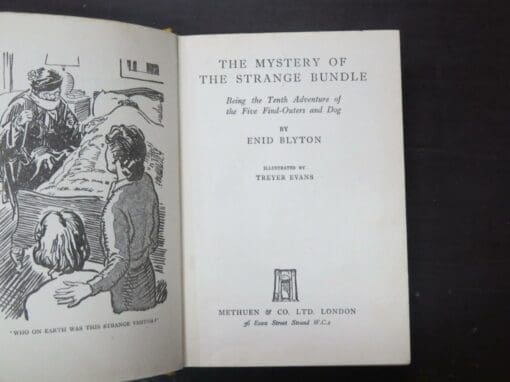 "WHO ON EARTH WAS THIS STRANGE VISITOR?"
THE MYSTERY OF
THE STRANGE BUNDLE
Being the Tenth Adventure of
the Five Find-Outers and Dog
BY
ENID BLYTON
ILLUSTRATED BY
TREYER EVANS
METHUEN & CO. LTD. LONDON
36 Essex Street Strand W.C.2